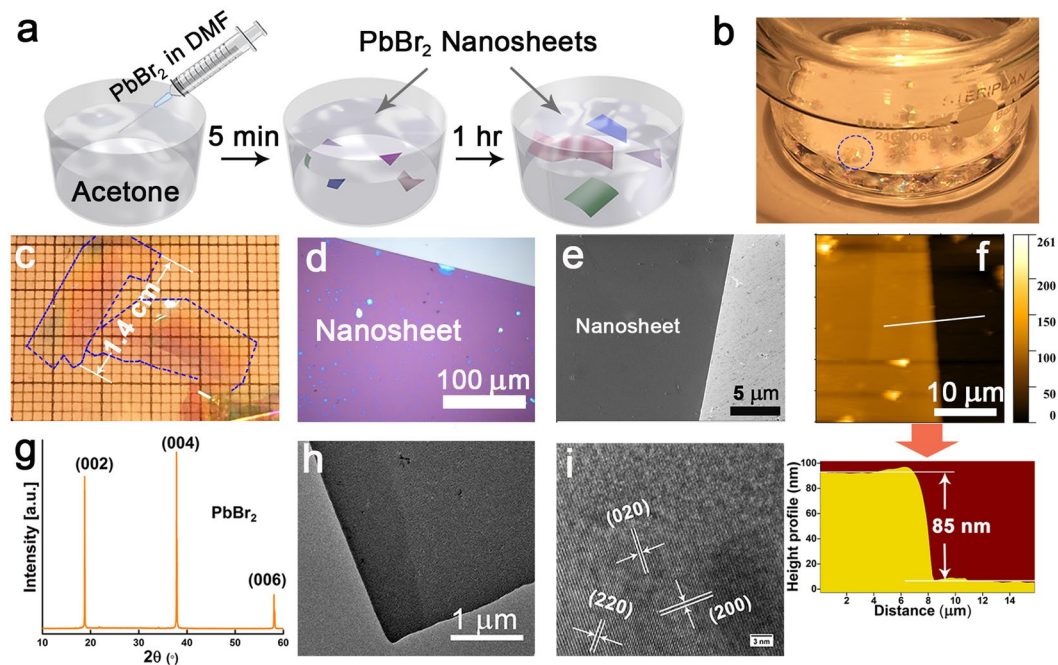 a
PbBr₂ in DMF
PbBr₂ Nanosheets
5 min
1 hr
Acetone
b
c
1.4 cm
d
Nanosheet
100 μm
e
Nanosheet
5 μm
f
10 μm
261
200
150
100
50
0
g
(002)
(004)
(006)
PbBr₂
Intensity [a.u.]
10 20 30 40 50 60
2θ (°)
h
1 μm
i
(020)
(220)
(200)
3 nm
Height profile (nm)
100
80
60
40
20
0
85 nm
2 4 6 8 10 12 14
Distance (μm)